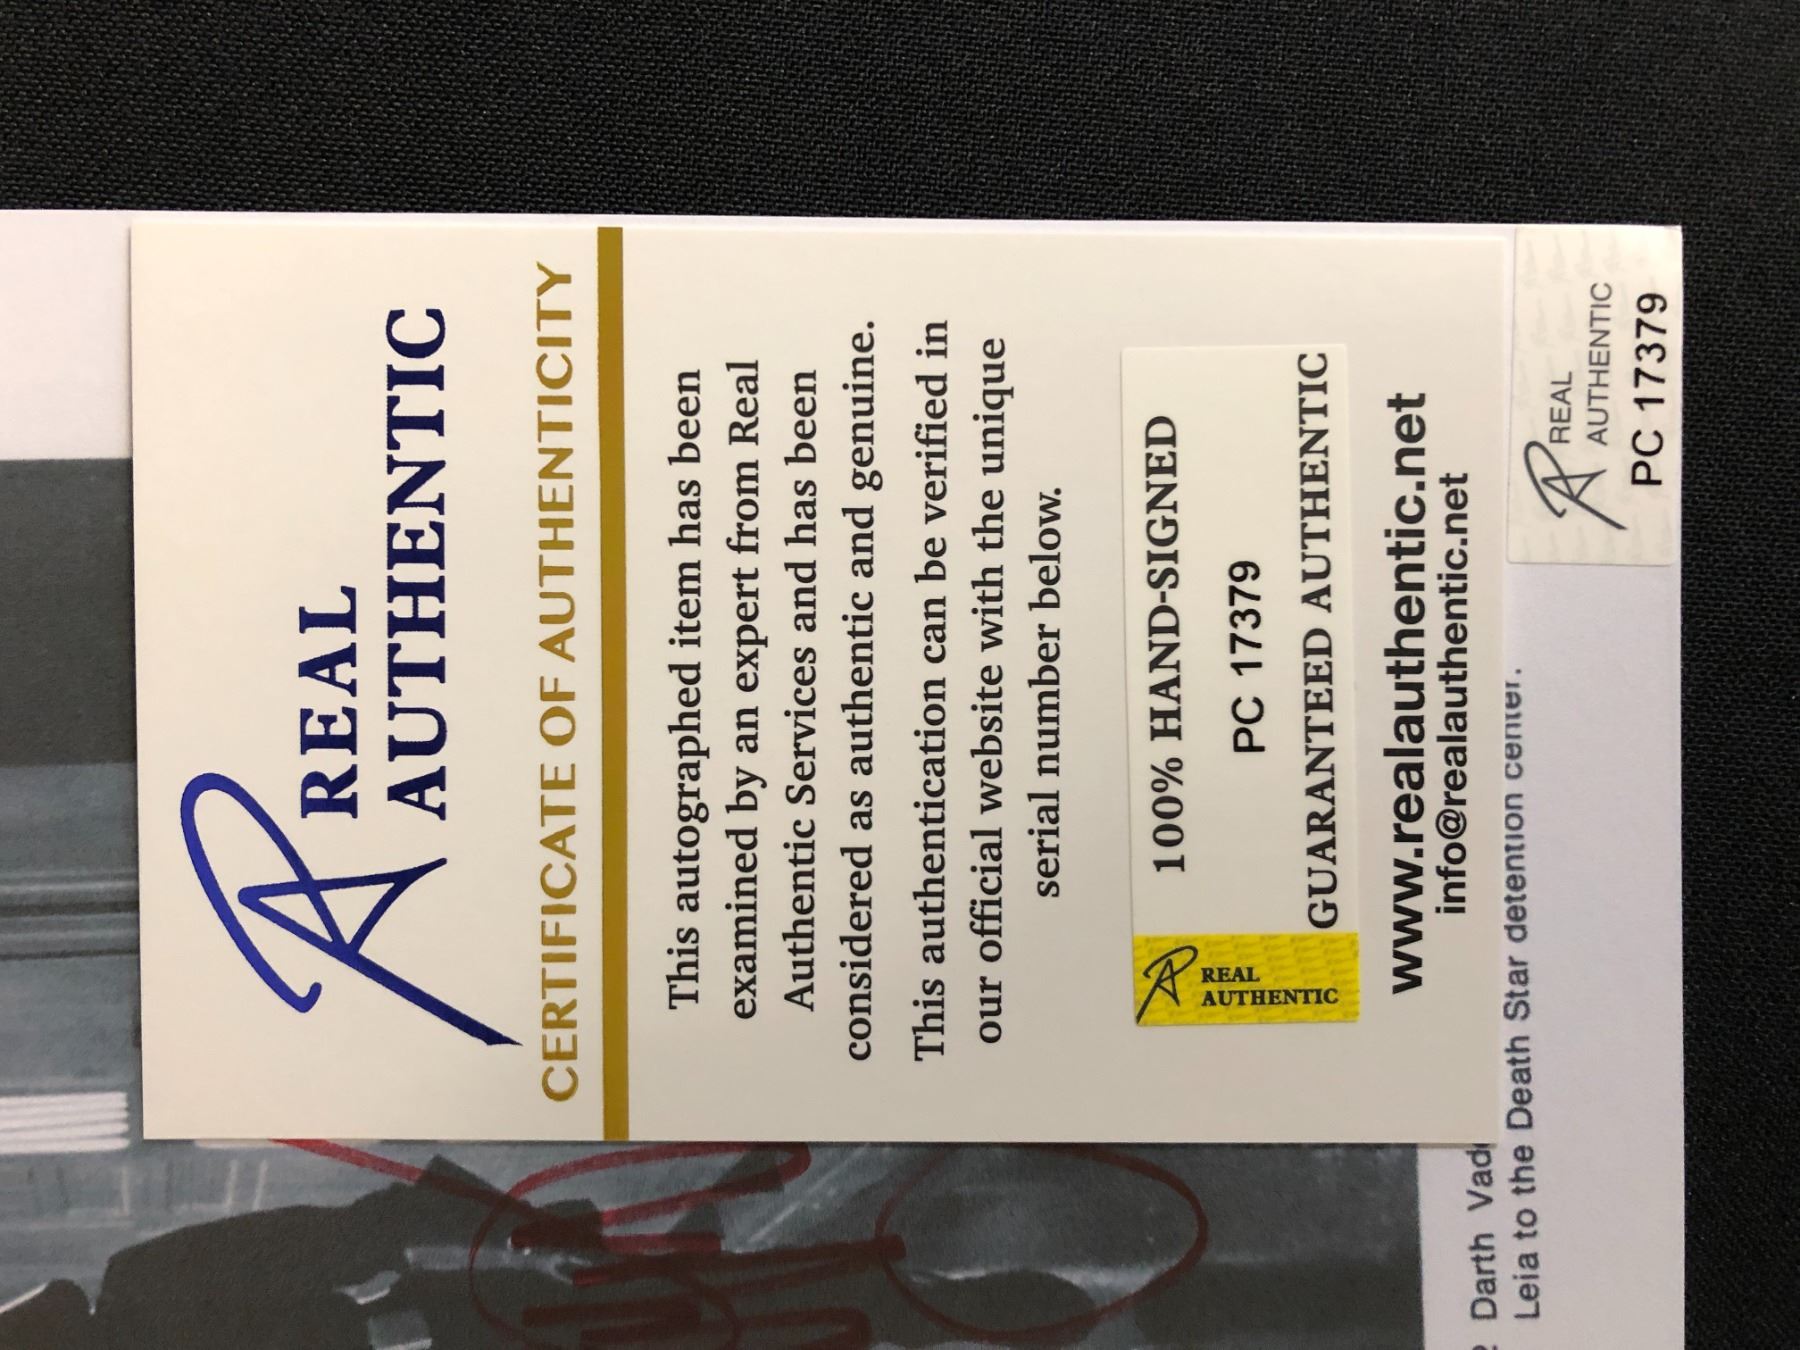 REAL
AUTHENTIC
CERTIFICATE OF AUTHENTICITY
This autographed item has been
examined by an expert from Real
Authentic Services and has been
considered as authentic and genuine.
This authentication can be verified in
our official website with the unique
serial number below.
REAL
AUTHENTIC
100% HAND-SIGNED
PC 17379
GUARANTEED AUTHENTIC
www.realauthentic.net
info@realauthentic.net
REAL
AUTHENTIC
PC 17379
Darth
Leia to the Death Star detention center.